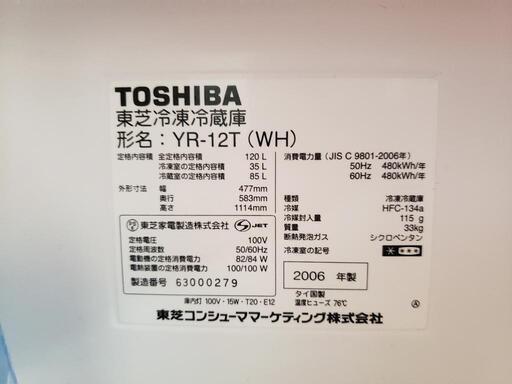 TOSHIBA
東芝冷凍冷蔵庫
形名：YR-12T (WH)
定格内容積 全定格内容積 120 L
冷凍室の定格内容積 35 L
冷蔵室の定格内容積 85 L
外形寸法 幅 477mm
奥行 583mm
高さ 1114mm
東芝家電製造株式会社 S JET
定格電圧 100V
定格周波数 50/60Hz
電動機の定格消費電力 82/84 W
電熱装置の定格消費電力 100/100 W
製造番号 63000279
消費電力量 (JIS C 9801-2006年)
50Hz 480kWh/年
60Hz 480kWh/年
種類 冷凍冷蔵庫
冷媒 HFC-134a
冷媒封入量 115 g
質量 33kg
断熱発泡ガス シクロペンタン
冷凍室の記号
2006 年製
タイ国製
庫内灯 100V・15W・T20・E12
温度ヒューズ 76℃
東芝コンシューママーケティング株式会社